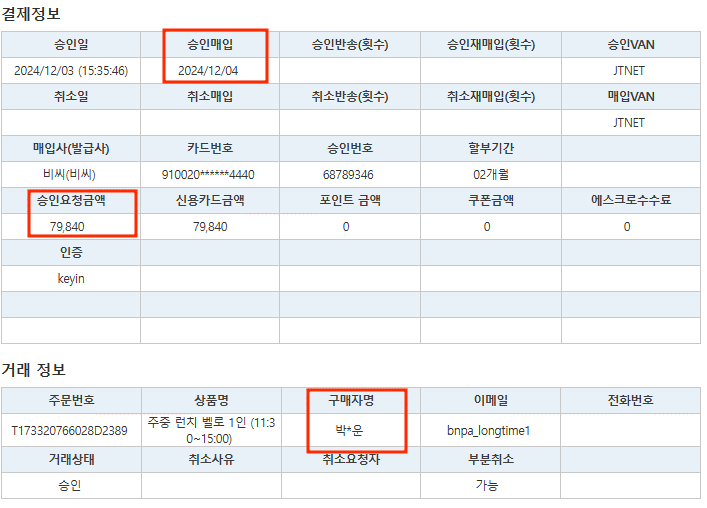 결제정보
승인일 승인매입 승인반송(횟수) 승인재매입(횟수) 승인VAN
2024/12/03 (15:35:46) 2024/12/04 JTNET
취소일 취소매입 취소반송(횟수) 취소재매입(횟수) 매입VAN
JTNET
매입사(발급사) 카드번호 승인번호 할부기간
비씨(비씨) 910020******4440 68789346 02개월
승인요청금액 신용카드금액 포인트 금액 쿠폰금액 에스크로수수료
79,840 79,840 0 0 0
인증
keyin
거래 정보
주문번호 상품명 구매자명 이메일 전화번호
T173320766028D2389 주중 런치 벨로 1인 (11:3
0~15:00) 박*운 bnpa_longtime1
거래상태 취소사유 취소요청자 부분취소
승인 가능